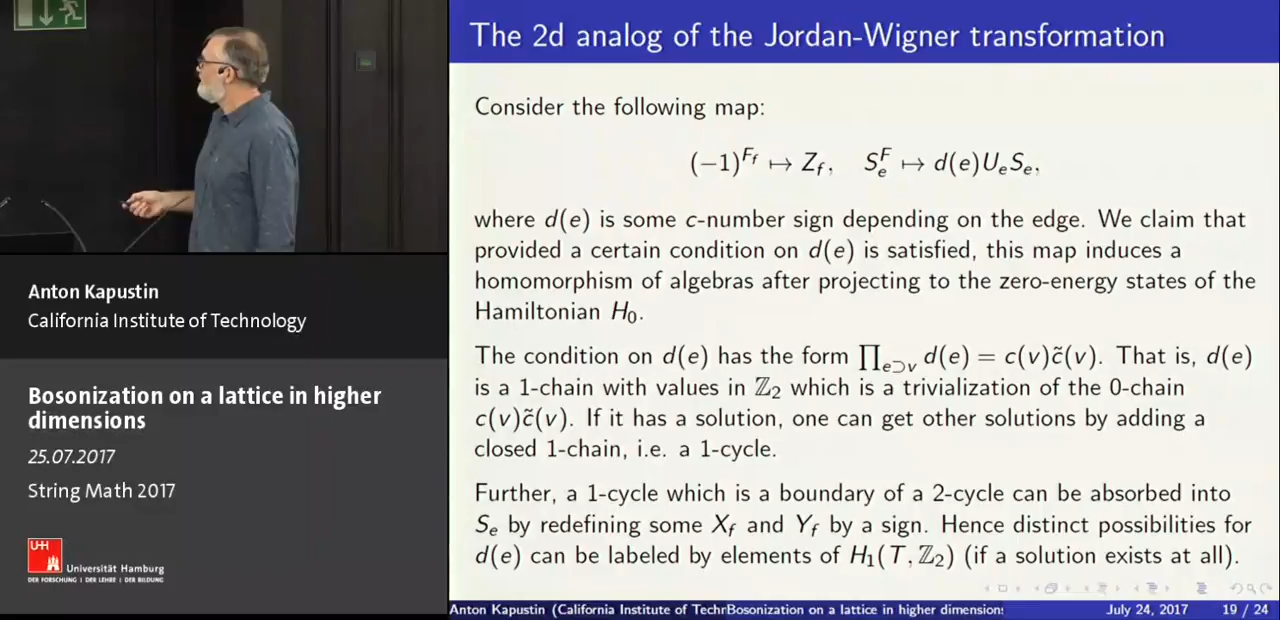 The 2d analog of the Jordan-Wigner transformation
Consider the following map:
(−1)^{F_f} ↦ Z_f, S_e^F ↦ d(e)U_eS_e,
where d(e) is some c-number sign depending on the edge. We claim that
provided a certain condition on d(e) is satisfied, this map induces a
homomorphism of algebras after projecting to the zero-energy states of the
Hamiltonian H_0.
The condition on d(e) has the form ∏_{e⊃v} d(e) = c(v)c̃(v). That is, d(e)
is a 1-chain with values in ℤ_2 which is a trivialization of the 0-chain
c(v)c̃(v). If it has a solution, one can get other solutions by adding a
closed 1-chain, i.e. a 1-cycle.
Further, a 1-cycle which is a boundary of a 2-cycle can be absorbed into
S_e by redefining some X_f and Y_f by a sign. Hence distinct possibilities for
d(e) can be labeled by elements of H_1(T, ℤ_2) (if a solution exists at all).
Anton Kapustin (California Institute of TechrBosonization on a lattice in higher dimension: July 24, 2017 19 / 24
Anton Kapustin
California Institute of Technology
Bosonization on a lattice in higher
dimensions
25.07.2017
String Math 2017
UH
Universität Hamburg
DER FORSCHUNG | DER LEHRE | DER BILDUNG